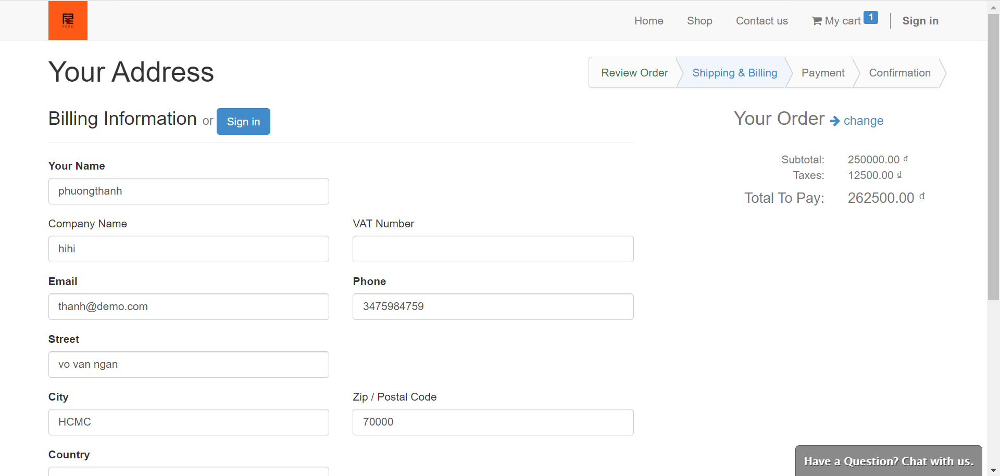 FERE
Home Shop Contact us My cart 1 Sign in
Your Address
Review Order Shipping & Billing Payment Confirmation
Billing Information or Sign in
Your Order change
Subtotal: 250000.00 ₫
Taxes: 12500.00 ₫
Total To Pay: 262500.00 ₫
Your Name
phuongthanh
Company Name VAT Number
hihi
Email Phone
thanh@demo.com 3475984759
Street
vo van ngan
City Zip / Postal Code
HCMC 70000
Country
Have a Question? Chat with us.